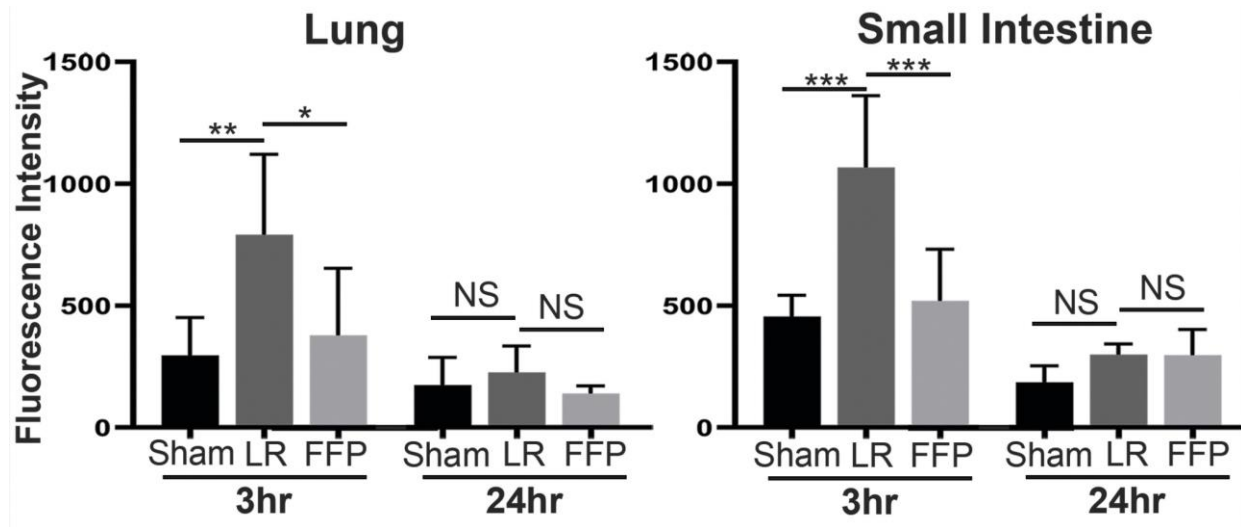 Lung
Fluorescence Intensity
1500
1000
500
0
**
*
NS
NS
Sham LR FFP
Sham LR FFP
3hr
24hr
Small Intestine
1500
1000
500
0
***
***
NS
NS
Sham LR FFP
Sham LR FFP
3hr
24hr